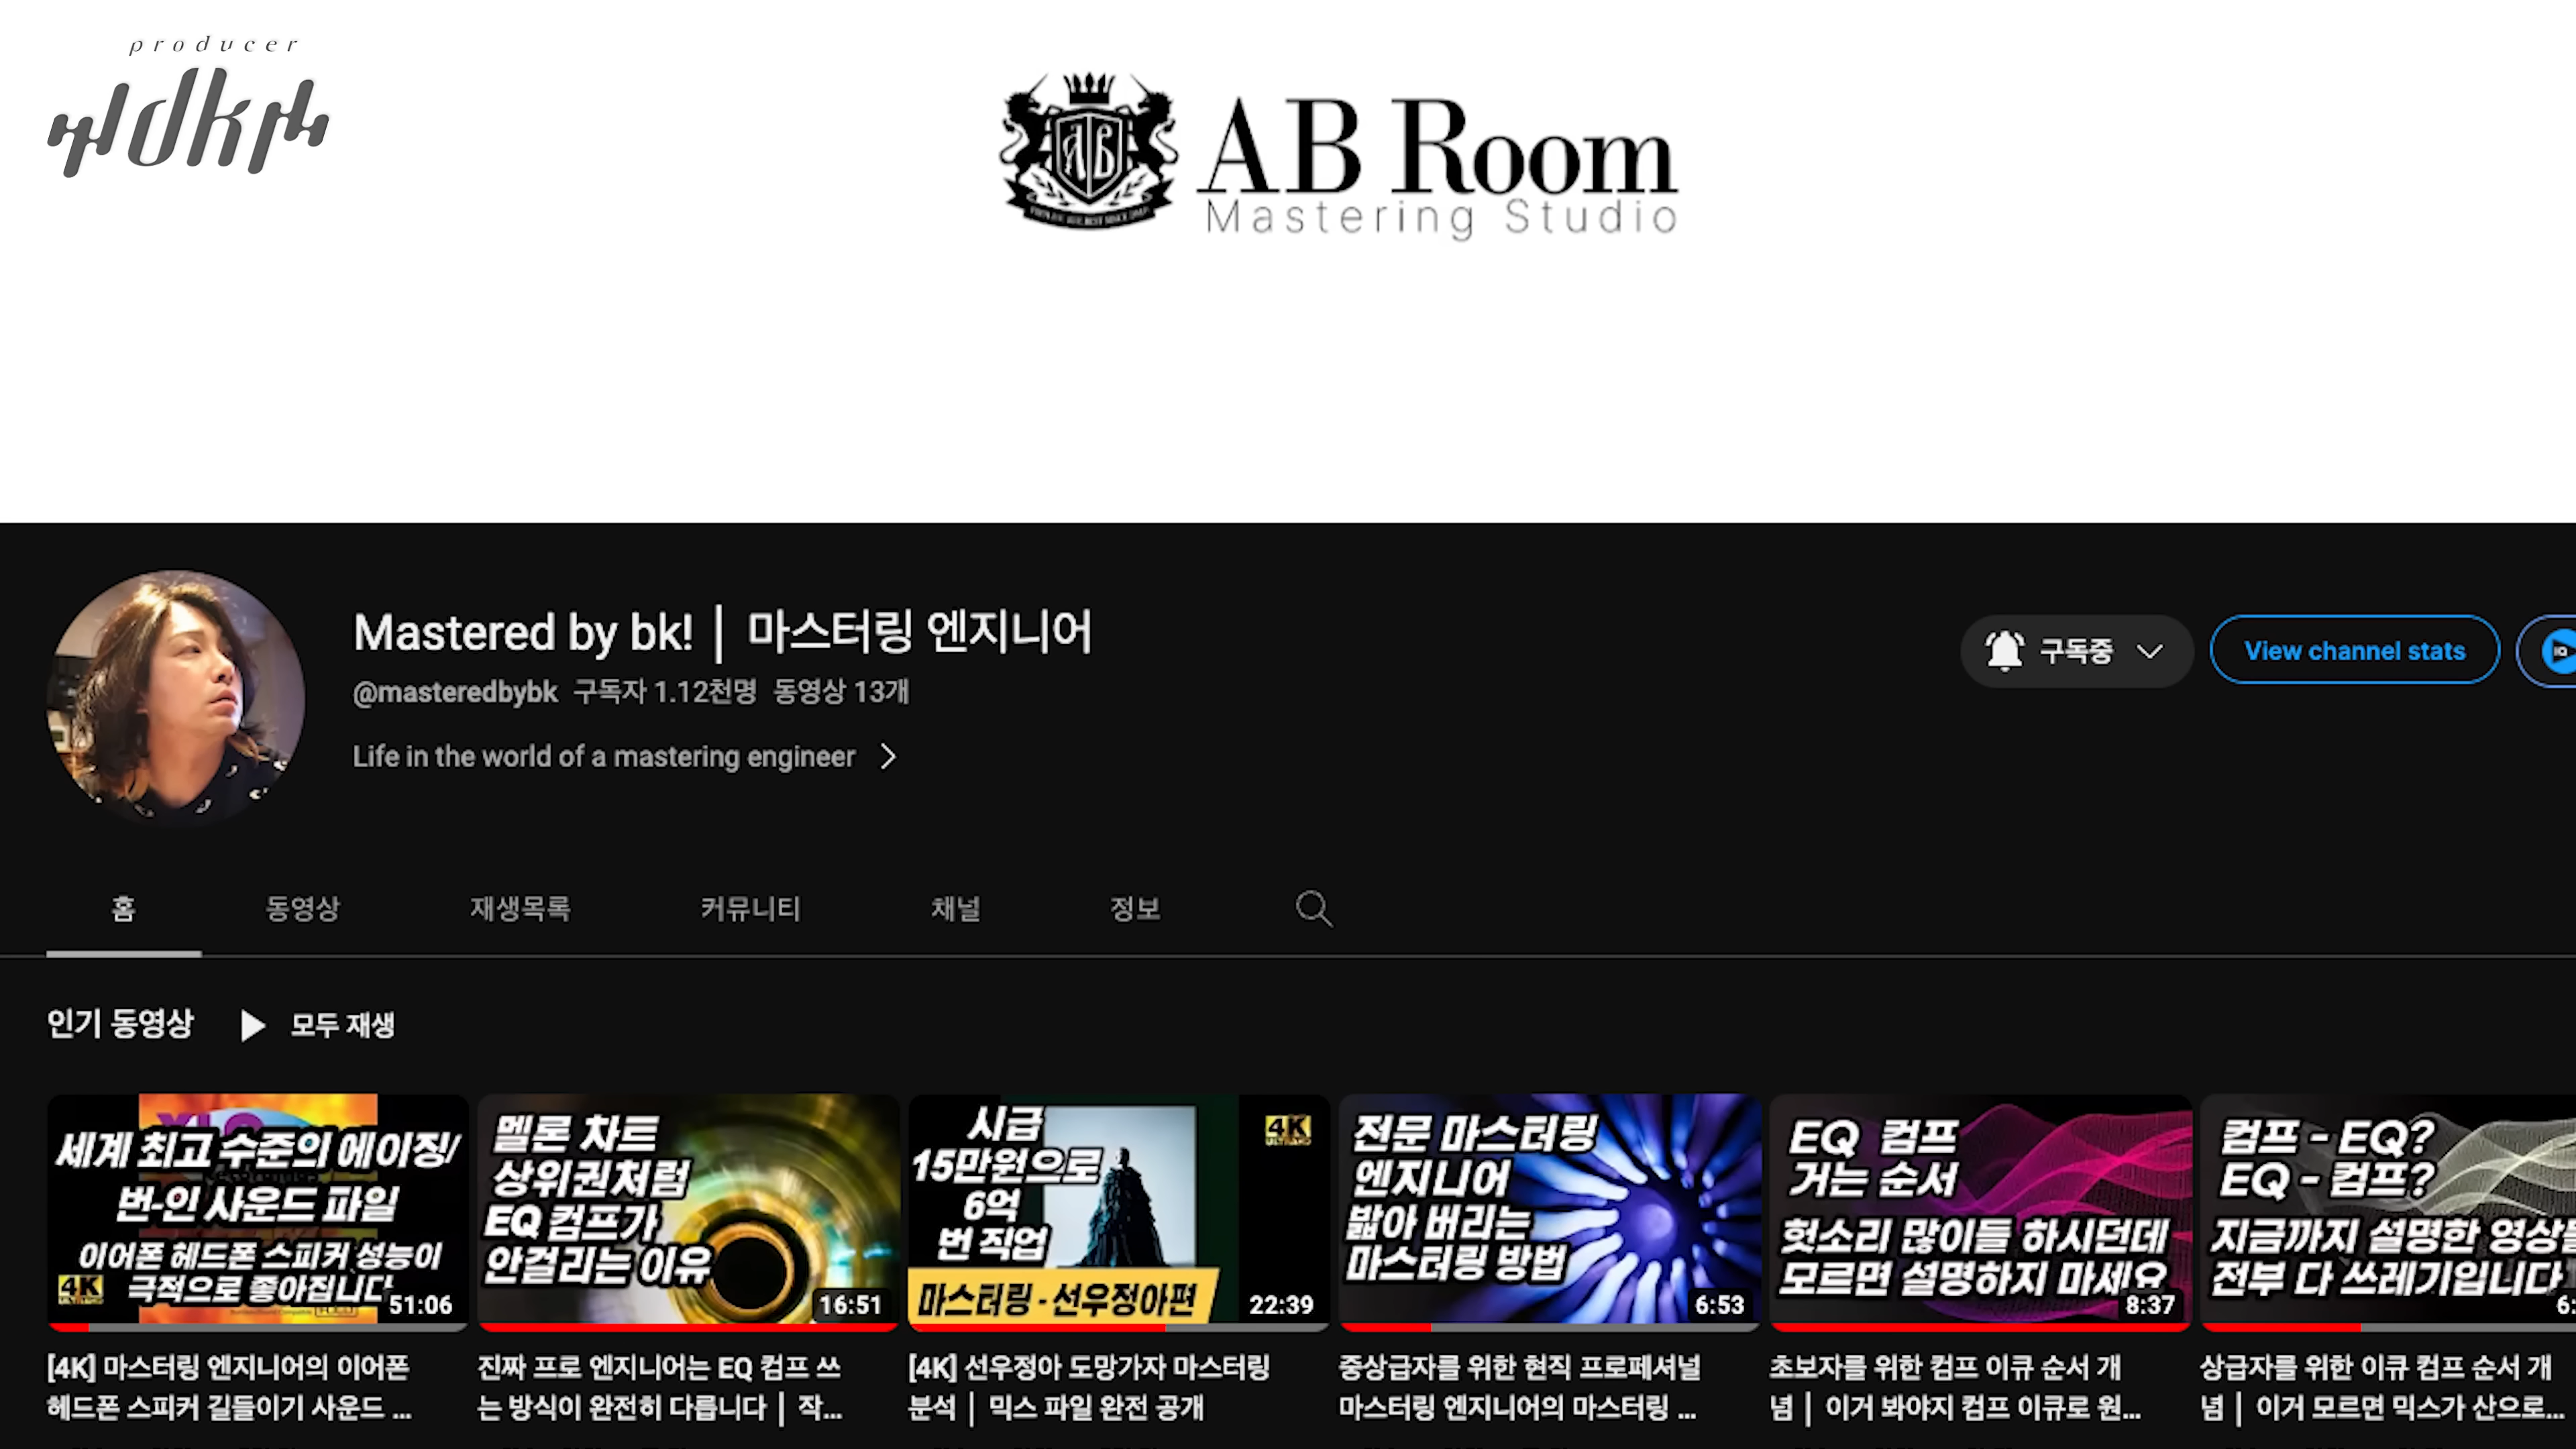 producer
dk
AB ROOM
Mastering Studio
Mastered by bk! | 마스터링 엔지니어
@masteredbybk 구독자 1.12천명 동영상 13개
Life in the world of a mastering engineer
구독중
View channel stats
홈 동영상 재생목록 커뮤니티 채널 정보
인기 동영상 모두 재생
세계 최고 수준의 에이징/
번-인 사운드 파일
이어폰 헤드폰 스피커 성능이
극적으로 좋아집니다
4K
51:06
멜론 차트
상위권처럼
EQ 컴프가
안걸리는 이유
16:51
시급
15만원으로
6억
번 직업
마스터링 - 선우정아편
4K
22:39
전문 마스터링
엔지니어
밟아 버리는
마스터링 방법
6:53
EQ 컴프
거는 순서
헛소리 많이들 하시던데
모르면 설명하지 마세요
8:37
컴프 - EQ?
EQ - 컴프?
지금까지 설명한 영상들
전부 다 쓰레기입니다
6:
[4K] 마스터링 엔지니어의 이어폰
헤드폰 스피커 길들이기 사운드 ...
진짜 프로 엔지니어는 EQ 컴프 쓰
는 방식이 완전히 다릅니다 | 작...
[4K] 선우정아 도망가자 마스터링
분석 | 믹스 파일 완전 공개
중상급자를 위한 현직 프로페셔널
마스터링 엔지니어의 마스터링 ...
초보자를 위한 컴프 이큐 순서 개
념 | 이거 봐야지 컴프 이큐로 원...
상급자를 위한 이큐 컴프 순서 개
념 | 이거 모르면 믹스가 산으로...